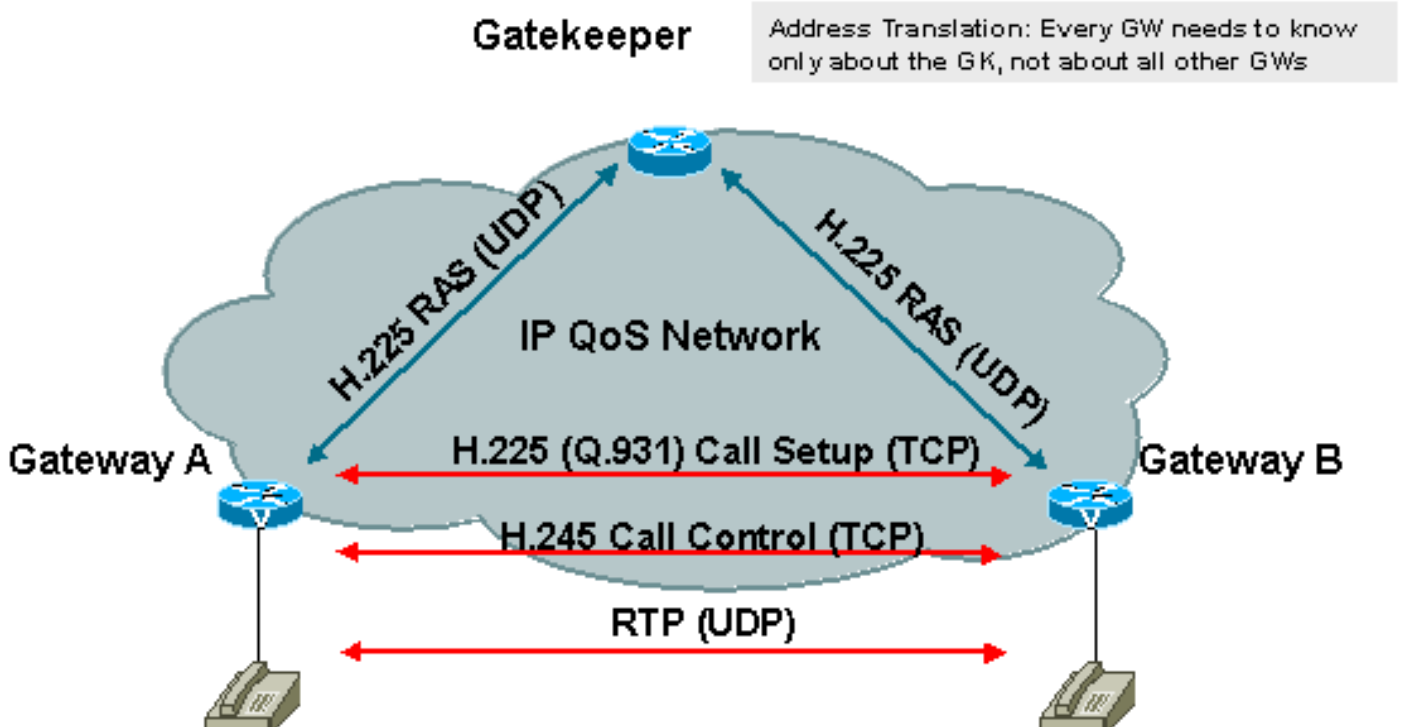 Gatekeeper
Address Translation: Every GW needs to know
only about the GK, not about all other GWs
H.225 RAS (UDP)
H.225 RAS (UDP)
IP QoS Network
Gateway A
H.225 (Q.931) Call Setup (TCP)
Gateway B
H.245 Call Control (TCP)
RTP (UDP)
V
V